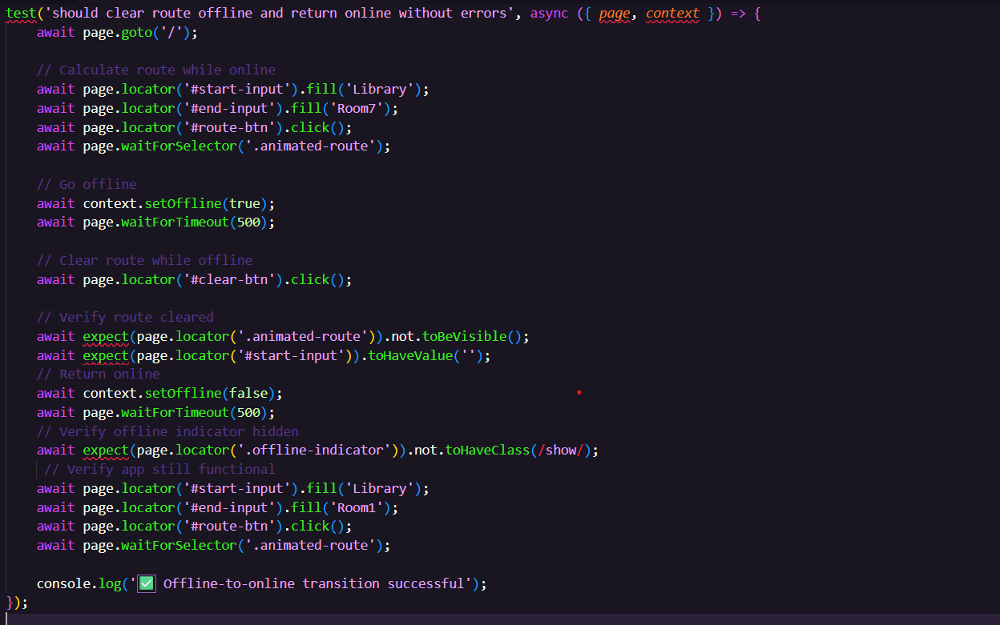 test('should clear route offline and return online without errors', async ({ page, context }) => {
    await page.goto('/');

    // Calculate route while online
    await page.locator('#start-input').fill('Library');
    await page.locator('#end-input').fill('Room7');
    await page.locator('#route-btn').click();
    await page.waitForSelector('.animated-route');

    // Go offline
    await context.setOffline(true);
    await page.waitForTimeout(500);

    // Clear route while offline
    await page.locator('#clear-btn').click();

    // Verify route cleared
    await expect(page.locator('.animated-route')).not.toBeVisible();
    await expect(page.locator('#start-input')).toHaveValue('');
    // Return online
    await context.setOffline(false);
    await page.waitForTimeout(500);
    // Verify offline indicator hidden
    await expect(page.locator('.offline-indicator')).not.toHaveClass(/show/);
     // Verify app still functional
    await page.locator('#start-input').fill('Library');
    await page.locator('#end-input').fill('Room1');
    await page.locator('#route-btn').click();
    await page.waitForSelector('.animated-route');

    console.log('✅ Offline-to-online transition successful');
});